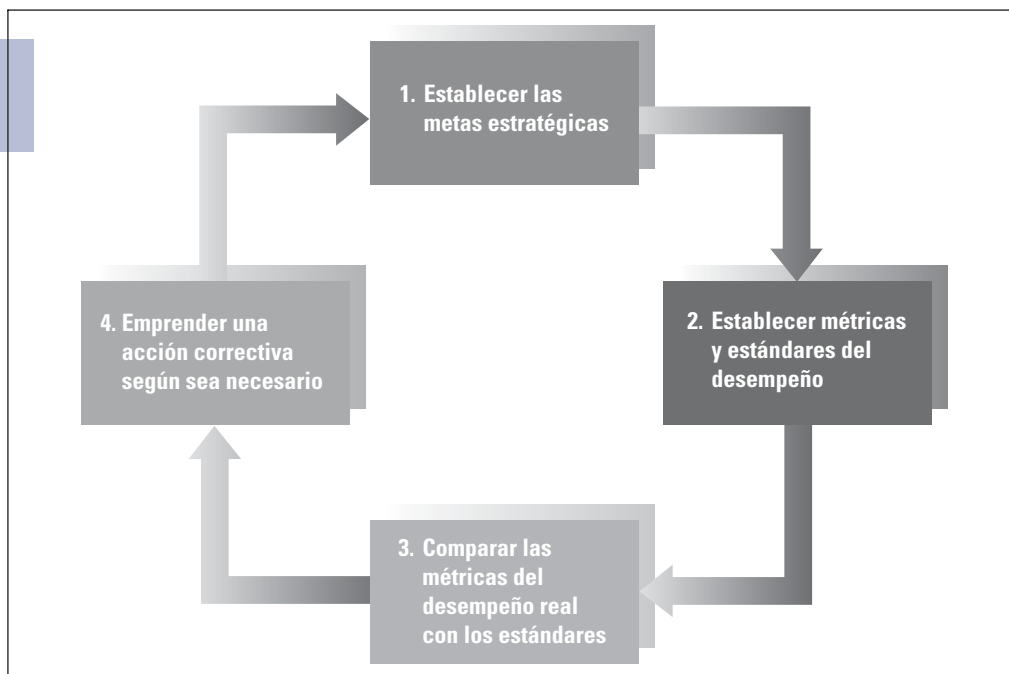 1. Establecer las
metas estratégicas
2. Establecer métricas
y estándares del
desempeño
3. Comparar las
métricas del
desempeño real
con los estándares
4. Emprender una
acción correctiva
según sea necesario